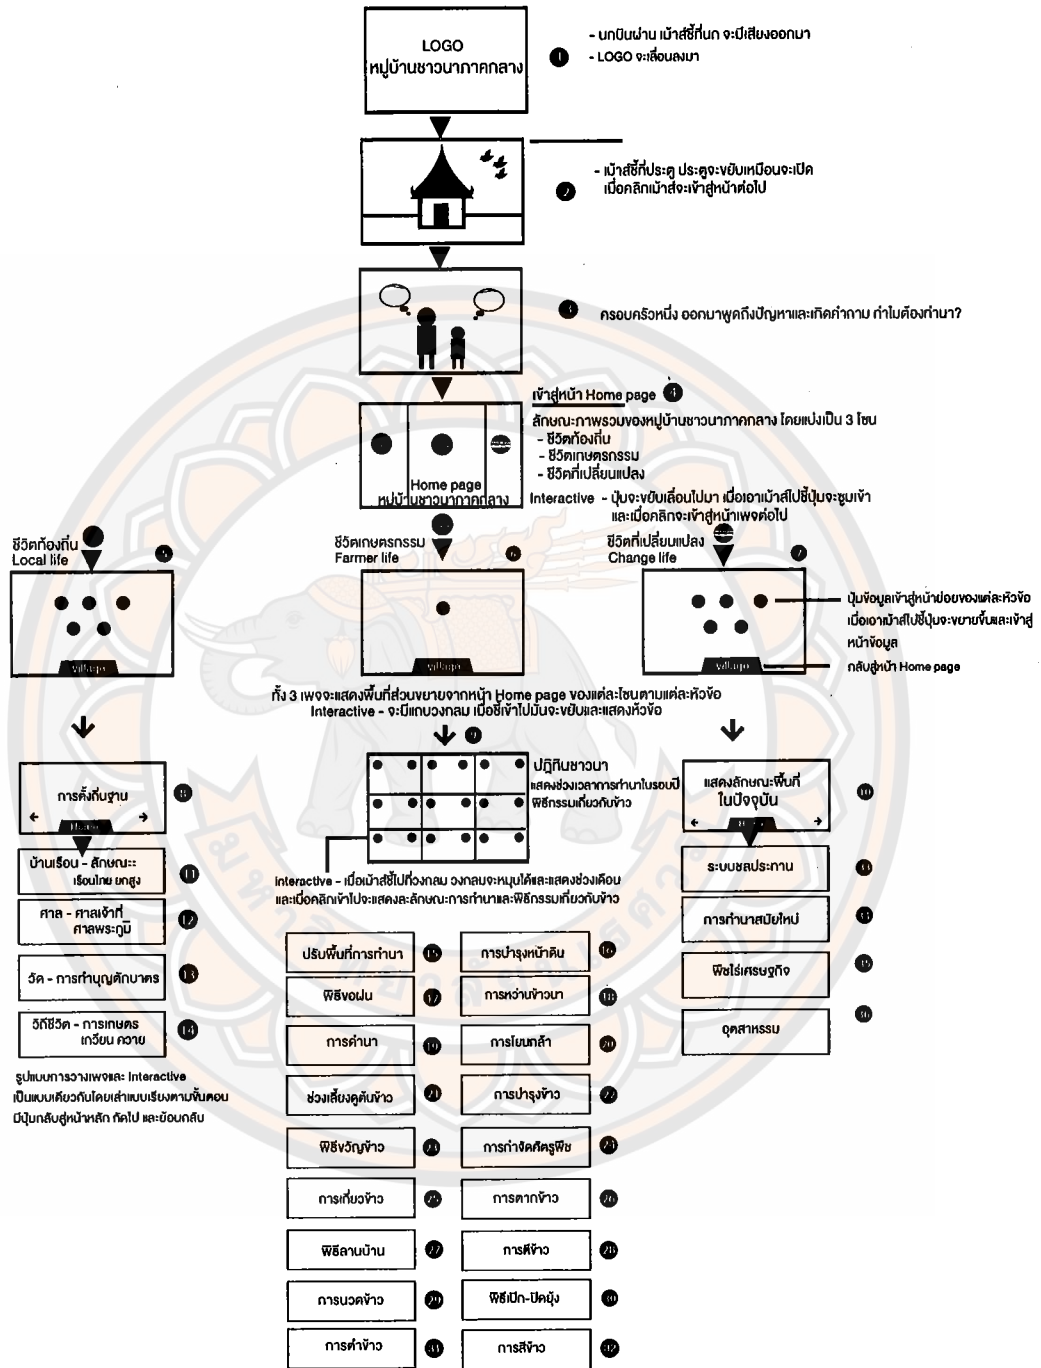 LOGO
หมู่บ้านชาวนาภาคกลาง
1
- นกบินผ่าน เม้าส์ชี้ที่นก จะมีเสียงออกมา
- LOGO จะเลื่อนลงมา
2
- เม้าส์ชี้ที่ประตู ประตูจะขยับเหมือนจะเปิด
เมื่อคลิกเม้าส์จะเข้าสู่หน้าต่อไป
3
ครอบครัวหนึ่ง ออกมาพูดถึงปัญหาและเกิดคำถาม ทำไมต้องทำนา?
เข้าสู่หน้า Home page 4
ลักษณะภาพรวมของหมู่บ้านชาวนาภาคกลาง โดยแบ่งเป็น 3 โซน
- ชีวิตท้องถิ่น
- ชีวิตเกษตรกรรม
- ชีวิตที่เปลี่ยนแปลง
Home page
หมู่บ้านชาวนาภาคกลาง
Interactive - ปุ่มจะขยับเลื่อนไปมา เมื่อเอาเม้าส์ไปชี้ปุ่มจะซูมเข้า
และเมื่อคลิกจะเข้าสู่หน้าเพจต่อไป
ชีวิตท้องถิ่น
Local life
5
ชีวิตเกษตรกรรม
Farmer life
6
ชีวิตที่เปลี่ยนแปลง
Change life
7
village
village
village
ปุ่มข้อมูลเข้าสู่หน้าย่อยของแต่ละหัวข้อ
เมื่อเอาเม้าส์ไปชี้ปุ่มจะขยายขึ้นและเข้าสู่
หน้าข้อมูล
กลับสู่หน้า Home page
ทั้ง 3 เพจจะแสดงพื้นที่ส่วนขยายจากหน้า Home page ของแต่ละโซนตามแต่ละหัวข้อ
Interactive - จะมีแถบวงกลม เมื่อชี้เข้าไปมันจะขยับและแสดงหัวข้อ
การตั้งถิ่นฐาน
8
Home
บ้านเรือน - ลักษณะ
เรือนไทย ยกสูง
11
ศาล - ศาลเจ้าที่
ศาลพระภูมิ
12
วัด - การทำบุญตักบาตร
13
วิถีชีวิต - การเกษตร
เกวียน ควาย
14
รูปแบบการวางเพจและ Interactive
เป็นแบบเดียวกันโดยเล่าแบบเรียงตามขั้นตอน
มีปุ่มกลับสู่หน้าหลัก ถัดไป และย้อนกลับ
9
ปฎิทินชาวนา
แสดงช่วงเวลาการทำนาในรอบปี
พิธีกรรมเกี่ยวกับข้าว
Interactive - เมื่อเม้าส์ชี้ไปที่วงกลม วงกลมจะหมุนได้และแสดงช่วงเดือน
และเมื่อคลิกเข้าไปจะแสดงละลักษณะการทำนาและพิธีกรรมเกี่ยวกับข้าว
ปรับพื้นที่การทำนา 15
การบำรุงหน้าดิน 16
พิธีขอฝน 17
การหว่านข้าวนา 18
การดำนา 19
การโยนกล้า 20
ช่วงเลี้ยงดูต้นข้าว 21
การบำรุงข้าว 22
พิธีขวัญข้าว 23
การกำจัดศัตรูพืช 24
การเกี่ยวข้าว 25
การตากข้าว 26
พิธีลานบ้าน 27
การตีข้าว 28
การนวดข้าว 29
พิธีเปิก-ปิดยุ้ง 30
การตำข้าว 31
การสีข้าว 32
แสดงลักษณะพื้นที่
ในปัจจุบัน
10
ระบบชลประทาน 33
การทำนาสมัยใหม่
พืชไร่เศรษฐกิจ 35
อุตสาหรรม 36
มหาวิทยาลัยนเรศวร